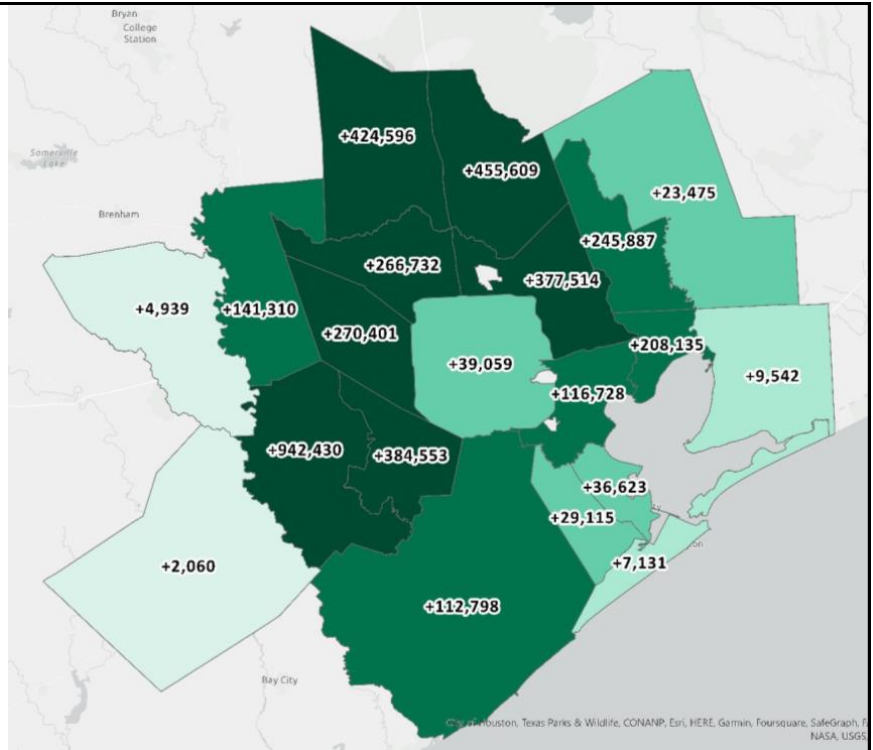 Bryan
College
Station
+424,596
Somerville
Lake
+455,609
+23,475
Brenham
+245,887
+266,732
+377,514
+4,939
+141,310
+270,401
+208,135
+39,059
+9,542
+116,728
+942,430
+384,553
+36,623
+29,115
+7,131
+2,060
+112,798
Bay City
Houston, Texas Parks & Wildlife, CONANP, Esri, HERE, Garmin, Foursquare, SafeGraph,
NASA, USGS